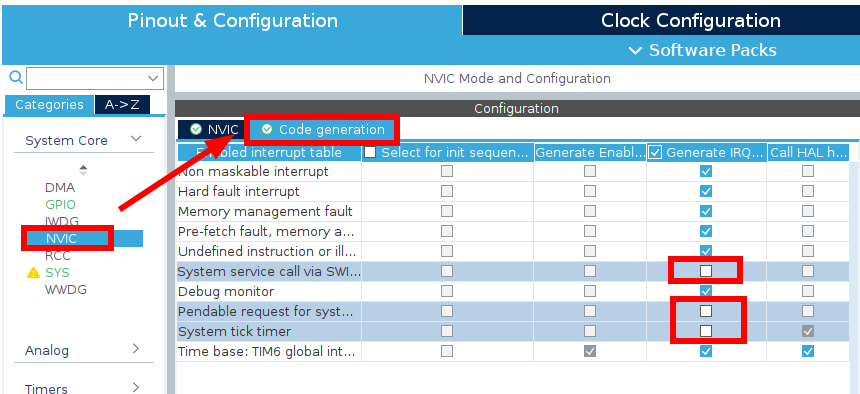 Pinout & Configuration
Clock Configuration
Software Packs
NVIC Mode and Configuration
Categories
A->Z
Configuration
NVIC
Code generation
System Core
DMA
GPIO
IWDG
NVIC
RCC
SYS
WWDG
Analog
Timers
Enabled interrupt table Select for init sequen... Generate Enabl... Generate IRQ... Call HAL h...
Non maskable interrupt
Hard fault interrupt
Memory management fault
Pre-fetch fault, memory a...
Undefined instruction or ill...
System service call via SWI...
Debug monitor
Pendable request for syst...
System tick timer
Time base: TIM6 global int...